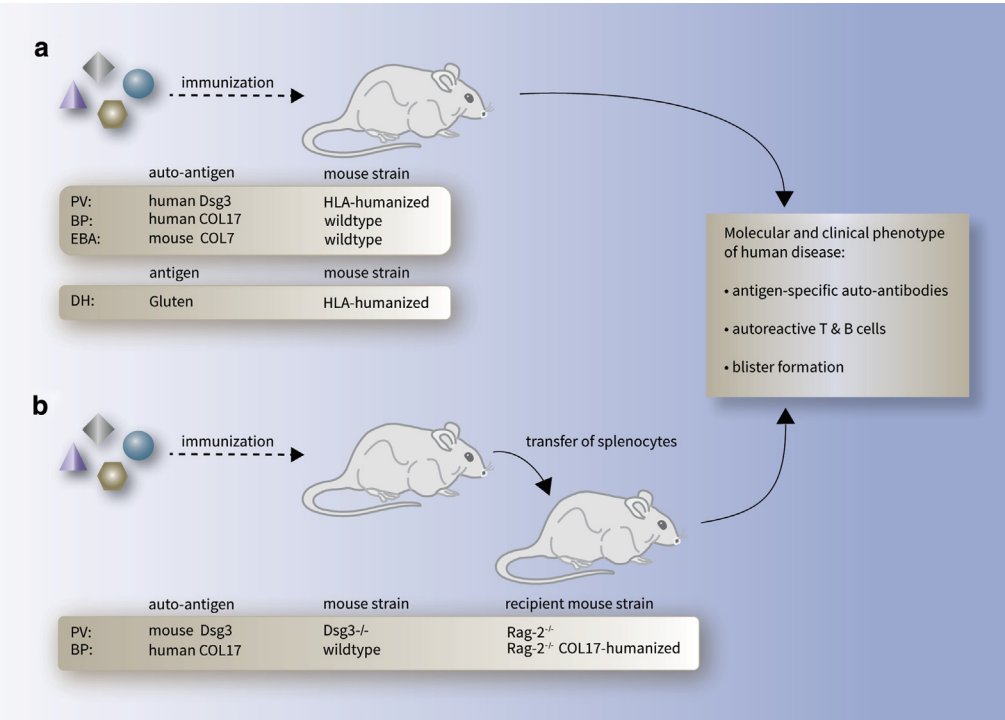 a
immunization
auto-antigen mouse strain
PV: human Dsg3 HLA-humanized
BP: human COL17 wildtype
EBA: mouse COL7 wildtype
antigen mouse strain
DH: Gluten HLA-humanized
Molecular and clinical phenotype
of human disease:
• antigen-specific auto-antibodies
• autoreactive T & B cells
• blister formation
b
immunization
transfer of splenocytes
auto-antigen mouse strain recipient mouse strain
PV: mouse Dsg3 Dsg3-/- Rag-2-/-
BP: human COL17 wildtype Rag-2-/- COL17-humanized